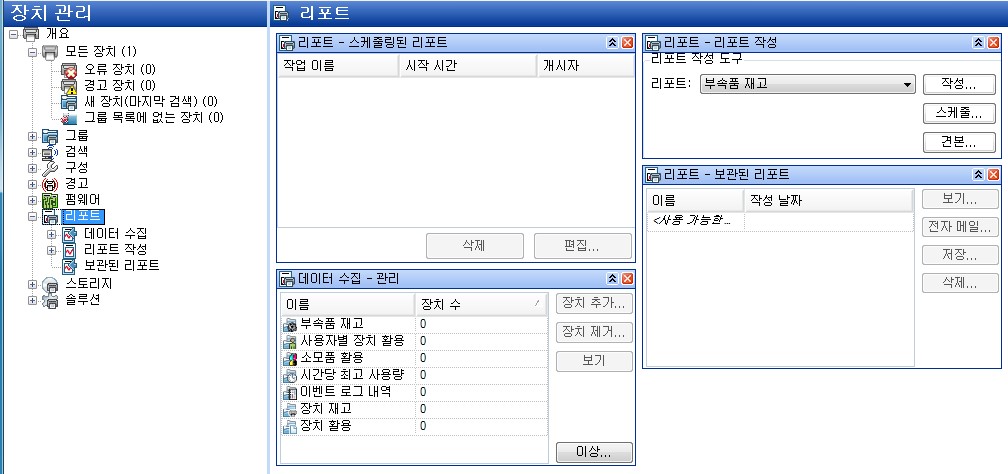 장치 관리
개요
모든 장치 (1)
오류 장치 (0)
경고 장치 (0)
새 장치(마지막 검색) (0)
그룹 목록에 없는 장치 (0)
그룹
검색
구성
경고
펌웨어
리포트
데이터 수집
리포트 작성
보관된 리포트
스토리지
솔루션
리포트
리포트 - 스케줄링된 리포트
작업 이름 시작 시간 개시자
삭제 편집...
데이터 수집 - 관리
이름 장치 수
부속품 재고 0
사용자별 장치 활용 0
소모품 활용 0
시간당 최고 사용량 0
이벤트 로그 내역 0
장치 재고 0
장치 활용 0
장치 추가...
장치 제거...
보기
이상...
리포트 - 리포트 작성
리포트 작성 도구
리포트: 부속품 재고
작성...
스케줄...
견본...
리포트 - 보관된 리포트
이름 작성 날짜
<사용 가능한...
보기...
전자 메일...
저장...
삭제...